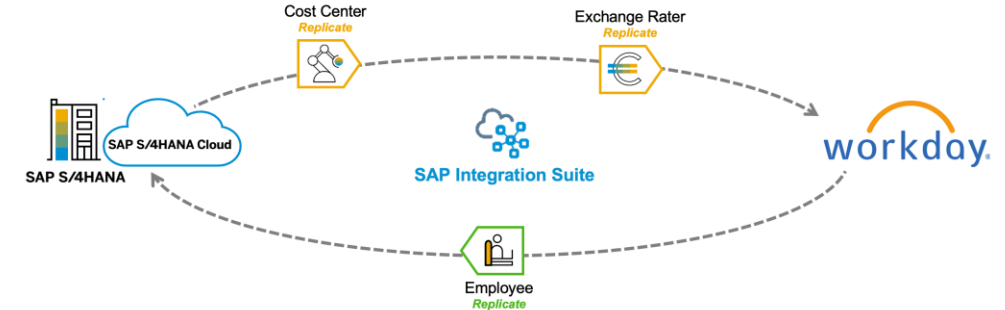 Cost Center
Replicate
Exchange Rater
Replicate
SAP S/4HANA Cloud
SAP S/4HANA
SAP Integration Suite
workday.
Employee
Replicate